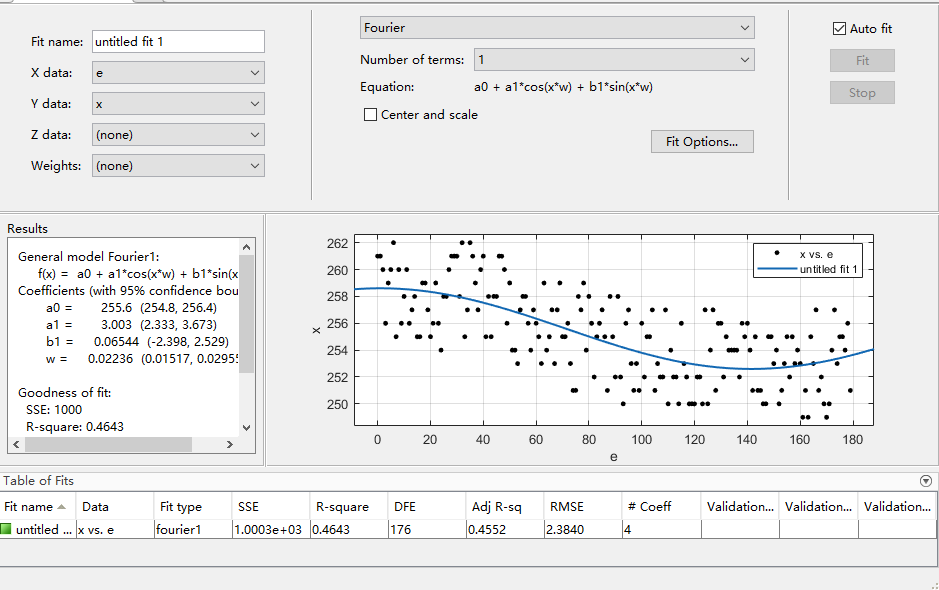 Fit name: untitled fit 1
X data: e
Y data: x
Z data: (none)
Weights: (none)
Fourier
Number of terms: 1
Equation: a0 + a1*cos(x*w) + b1*sin(x*w)
Center and scale
Fit Options...
Auto fit
Fit
Stop
Results
General model Fourier1:
f(x) = a0 + a1*cos(x*w) + b1*sin(x
Coefficients (with 95% confidence bou
a0 = 255.6 (254.8, 256.4)
a1 = 3.003 (2.333, 3.673)
b1 = 0.06544 (-2.398, 2.529)
w = 0.02236 (0.01517, 0.02955
Goodness of fit:
SSE: 1000
R-square: 0.4643
x vs. e
untitled fit 1
262
260
258
256
254
252
250
x
0 20 40 60 80 100 120 140 160 180
e
Table of Fits
Fit name Data Fit type SSE R-square DFE Adj R-sq RMSE # Coeff Validation... Validation... Validation...
untitled ... x vs. e fourier1 1.0003e+03 0.4643 176 0.4552 2.3840 4